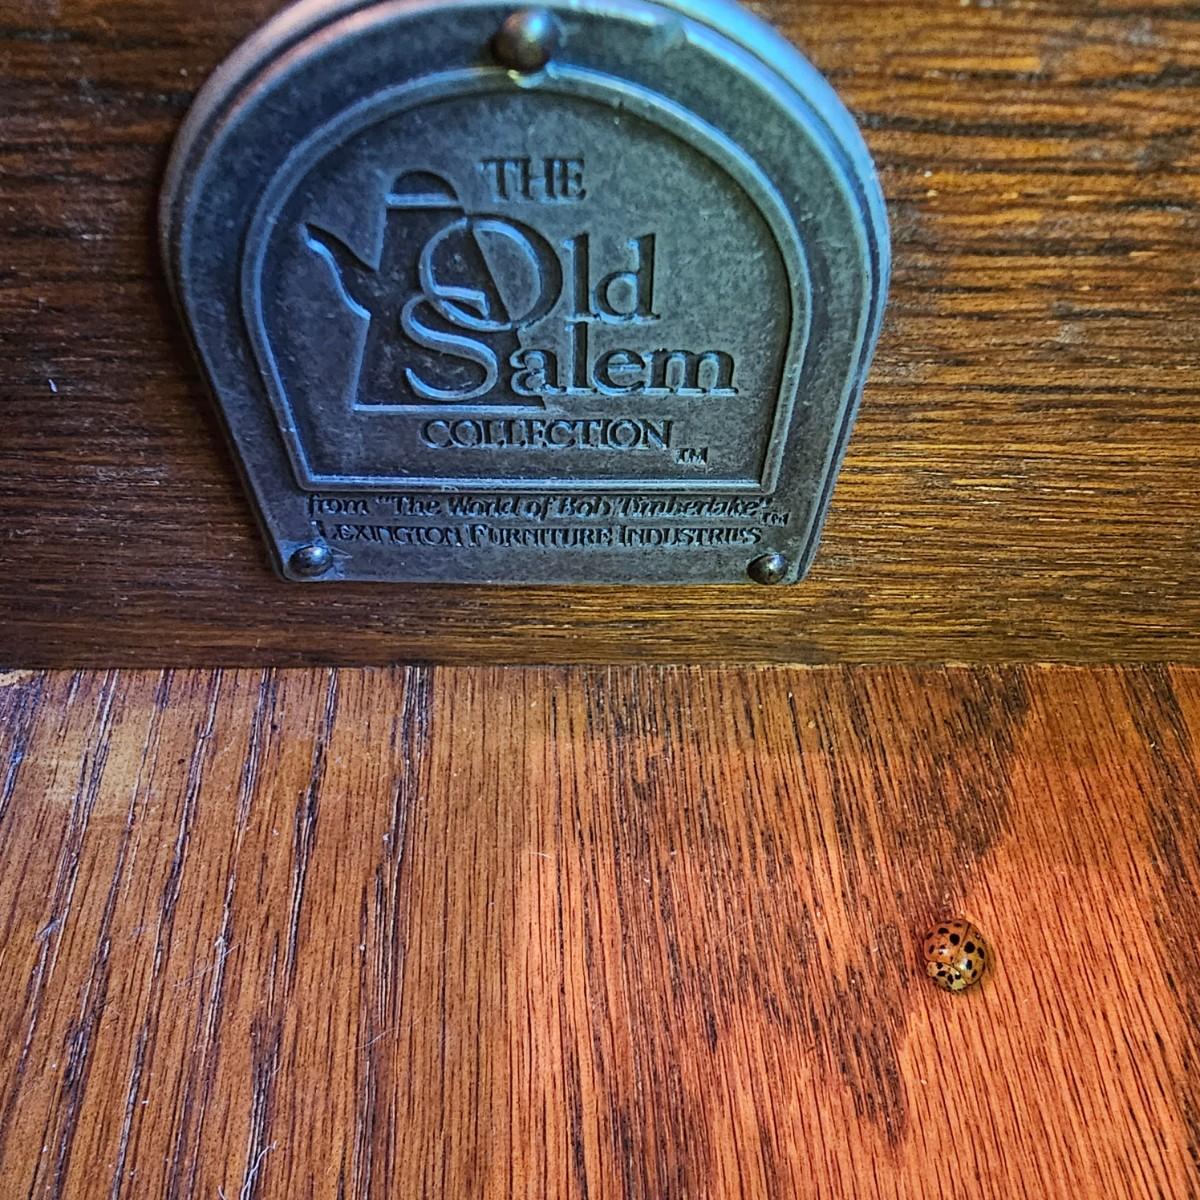 THE
Old
Salem
COLLECTION TM
from "The World of Bob Timberlake" TM
LEXINGTON FURNITURE INDUSTRIES